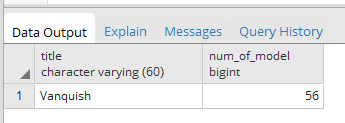 Data Output Explain Messages Query History
title num_of_model
character varying (60) bigint
1 Vanquish 56